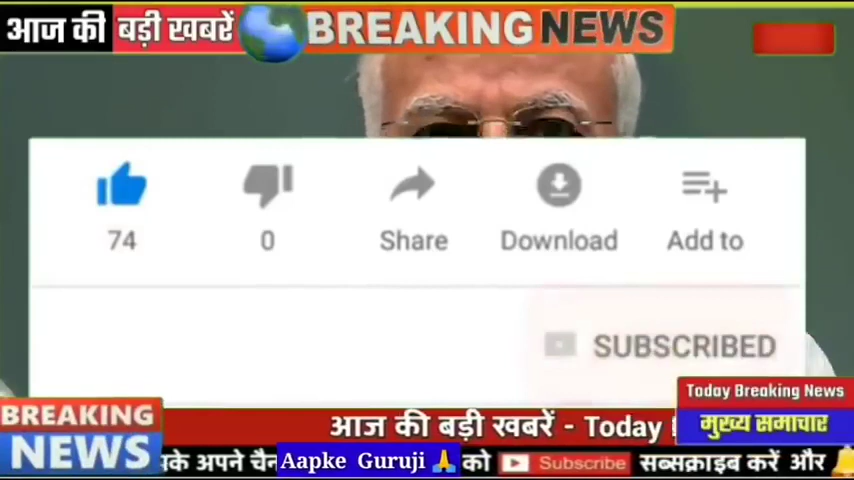 आज की बड़ी खबरें BREAKING NEWS
74 0 Share Download Add to
SUBSCRIBED
Today Breaking News
मुख्य समाचार
BREAKING NEWS
आज की बड़ी खबरें - Today
के अपने चैन Aapke Guruji 🙏 को Subscribe सब्सक्राइब करें और